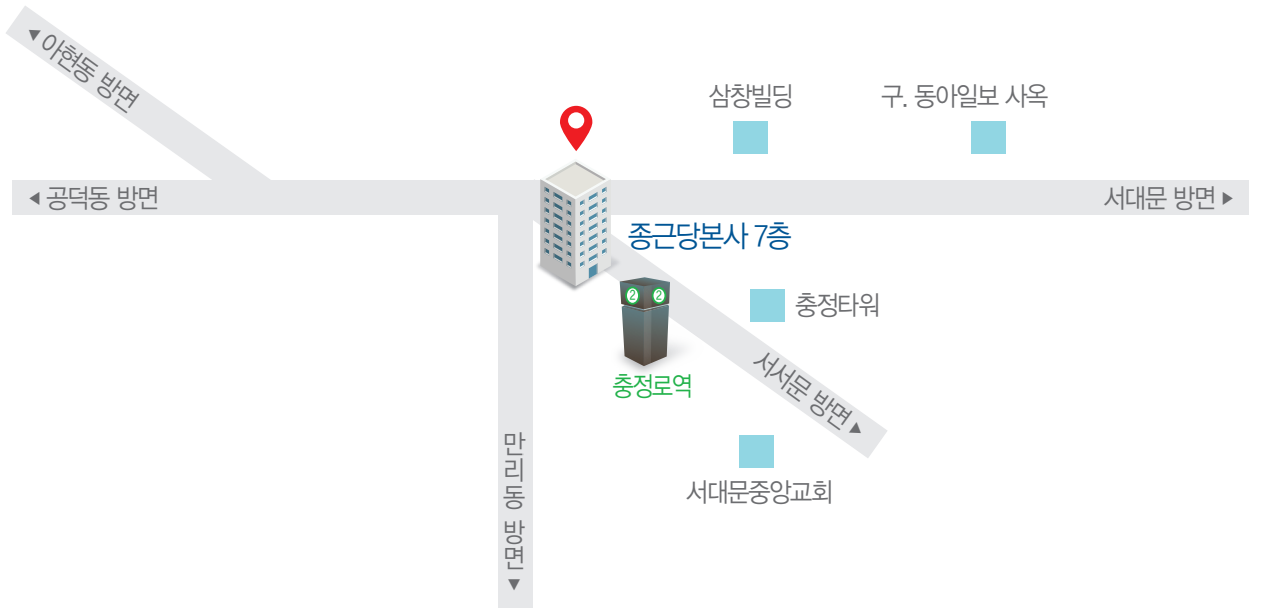 ◀ 아현동 방면
삼창빌딩
구. 동아일보 사옥
◀ 공덕동 방면
서대문 방면 ▶
종근당본사 7층
2 2
충정타워
충정로역
서서문 방면 ▶
만리동 방면 ▼
서대문중앙교회